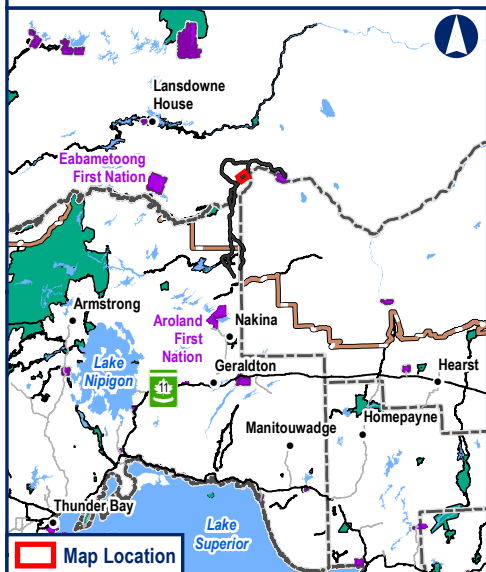 Lansdowne
House
Eabametoong
First Nation
Armstrong
Aroland
First
Nation
Nakina
Lake
Nipigon
Geraldton
Hearst
11
Manitouwadge
Homepayne
Thunder Bay
Lake
Superior
Map Location